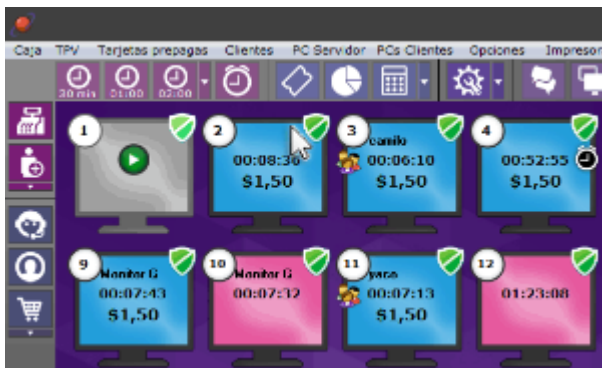 Caja TPV Tarjetas prepagas Clientes PC Servidor PCs Clientes Opciones Impresor
30 min 01:00 02:00
1 2 3 4
camilo
00:08:36 00:06:10 00:52:55
$1,50 $1,50 $1,50
9 10 11 12
Monitor G Monitor G yaco
00:07:43 00:07:32 00:07:13 01:23:08
$1,50 $1,50